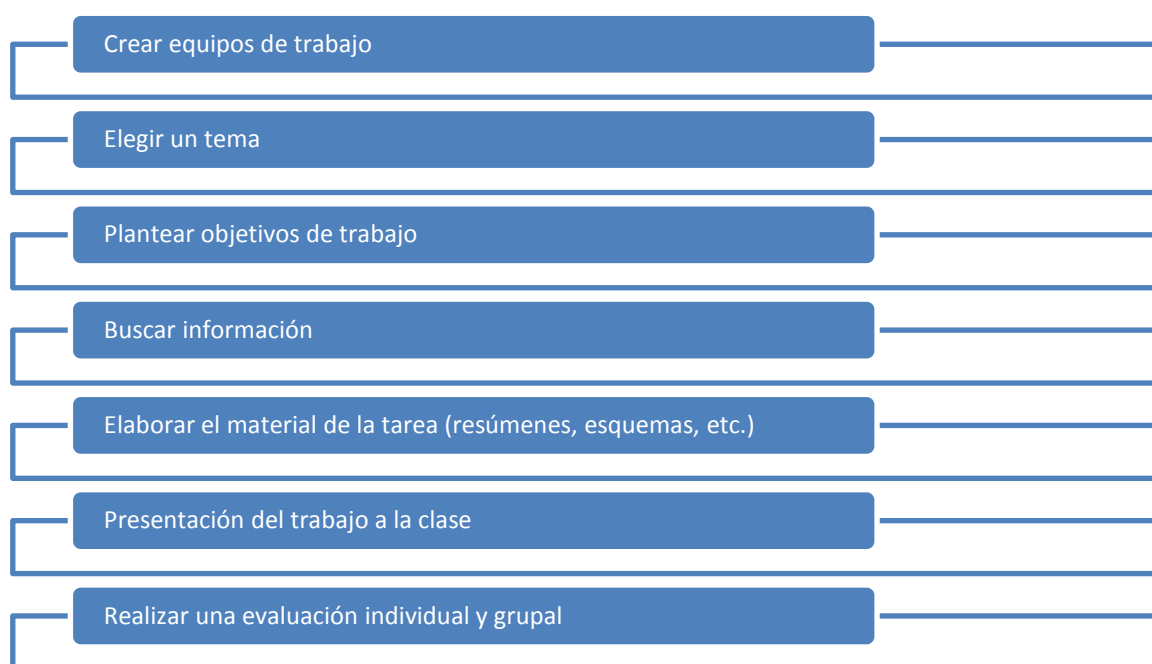 Crear equipos de trabajo
Elegir un tema
Plantear objetivos de trabajo
Buscar información
Elaborar el material de la tarea (resúmenes, esquemas, etc.)
Presentación del trabajo a la clase
Realizar una evaluación individual y grupal